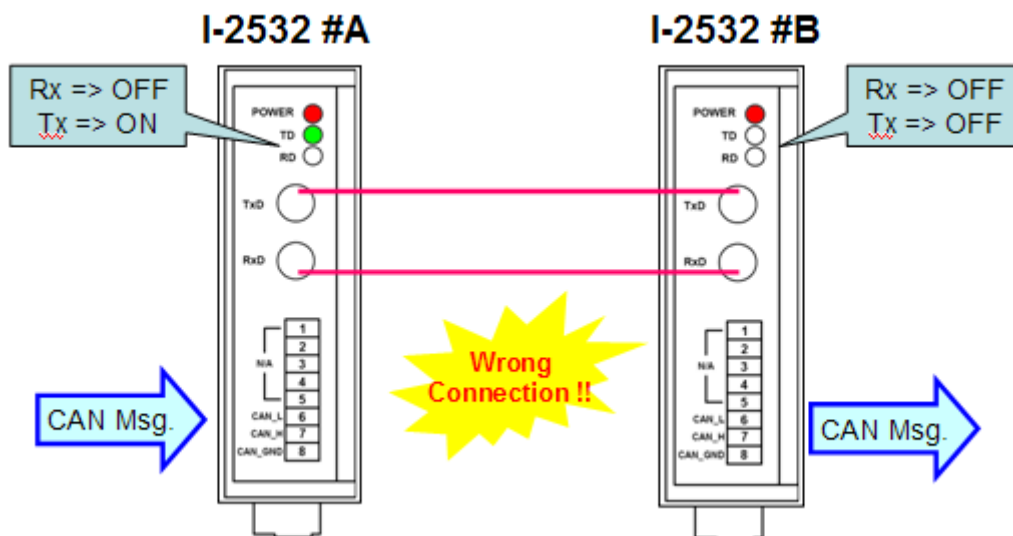 I-2532 #A
I-2532 #B
Rx => OFF
Tx => ON
Rx => OFF
Tx => OFF
POWER
TD
RD
TxD
RxD
1
2
3
4
5
6
7
8
N/A
CAN_L
CAN_H
CAN_GND
POWER
TD
RD
TxD
RxD
1
2
3
4
5
6
7
8
N/A
CAN_L
CAN_H
CAN_GND
Wrong
Connection !!
CAN Msg.
CAN Msg.